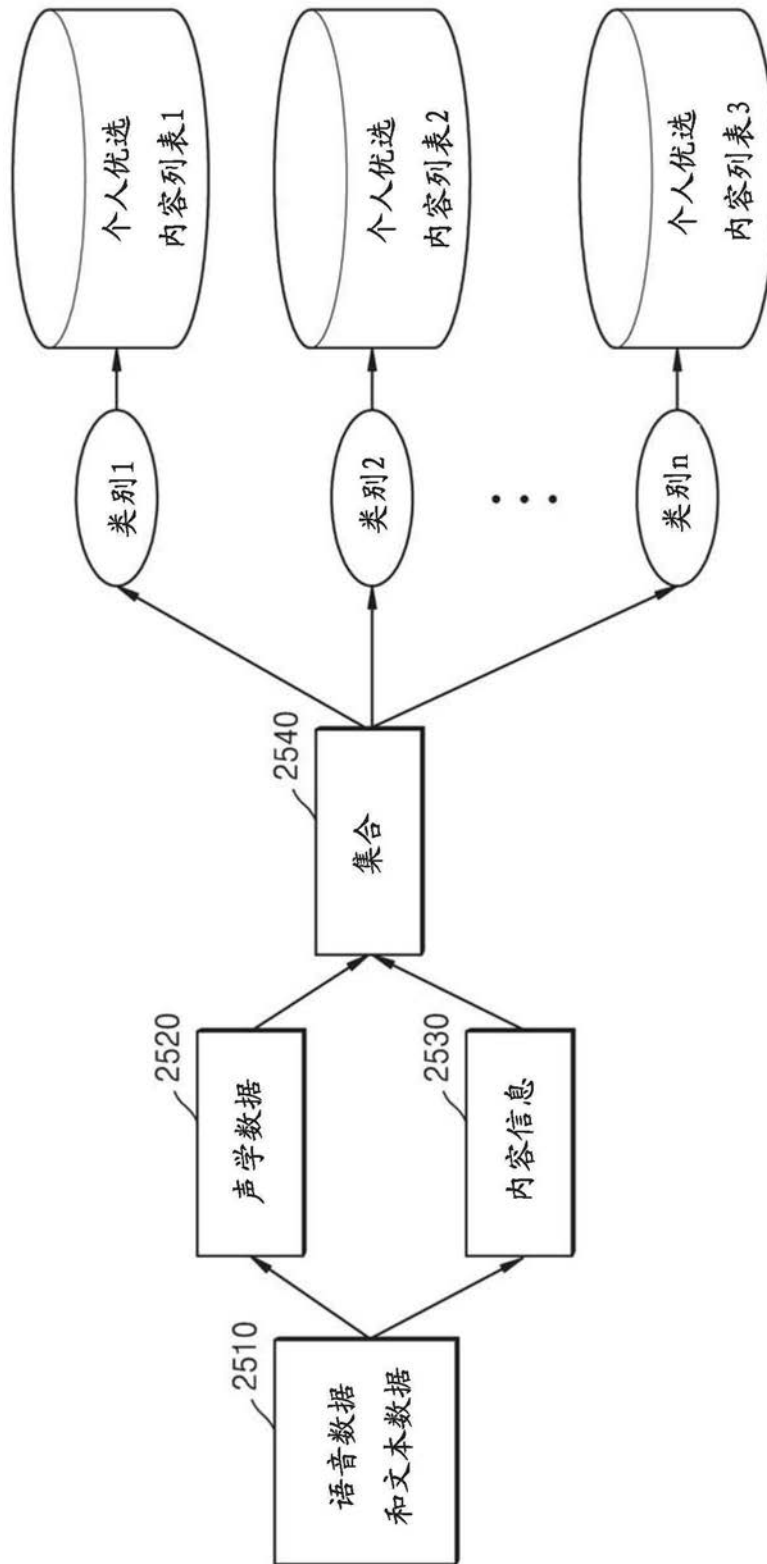 2510
语音数据
和文本数据
2520
声学数据
2530
内容信息
2540
集合
类别1
类别2
类别n
个人优选
内容列表1
个人优选
内容列表2
个人优选
内容列表3